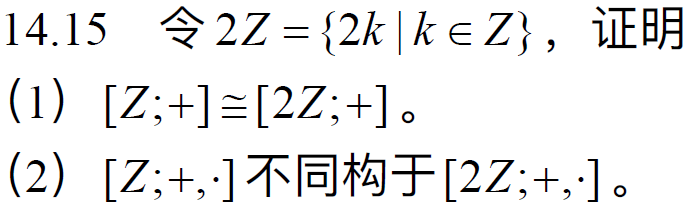 14.15 令 2Z = {2k | k ∈ Z}，证明
（1）[Z;+]≅[2Z;+]。
（2）[Z;+,·]不同构于[2Z;+,·]。